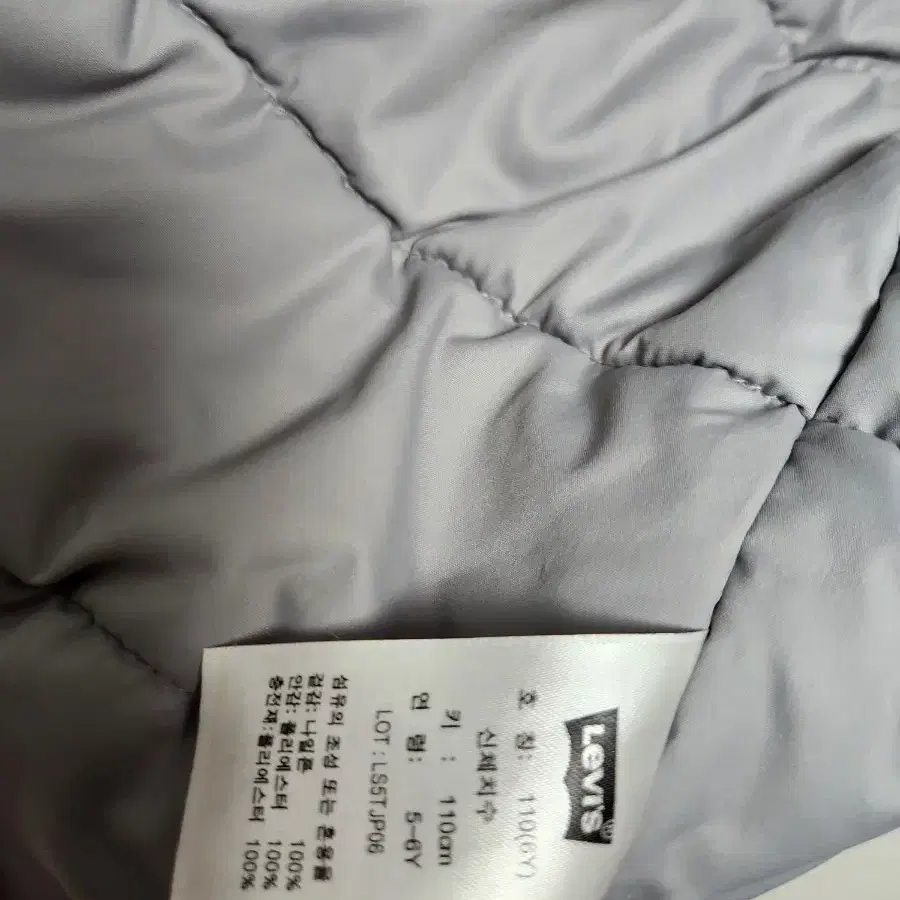 LEVI'S®
호 칭: 110(6Y)
신체치수
키 : 110cm
연 령: 5~6Y
LOT : LS5TJP06
섬유의 조성 또는 혼용율
겉감: 나일론 100%
안감: 폴리에스터 100%
충전재: 폴리에스터 100%